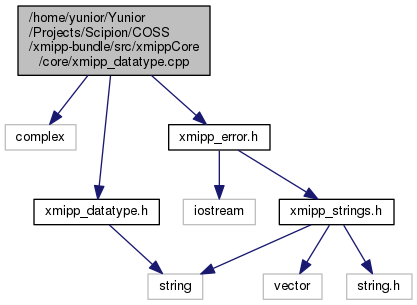 /home/yunior/Yunior
/Projects/Scipion/COSS
/xmipp-bundle/src/xmippCore
/core/xmipp_datatype.cpp
complex
xmipp_error.h
xmipp_datatype.h
iostream
xmipp_strings.h
string
vector
string.h